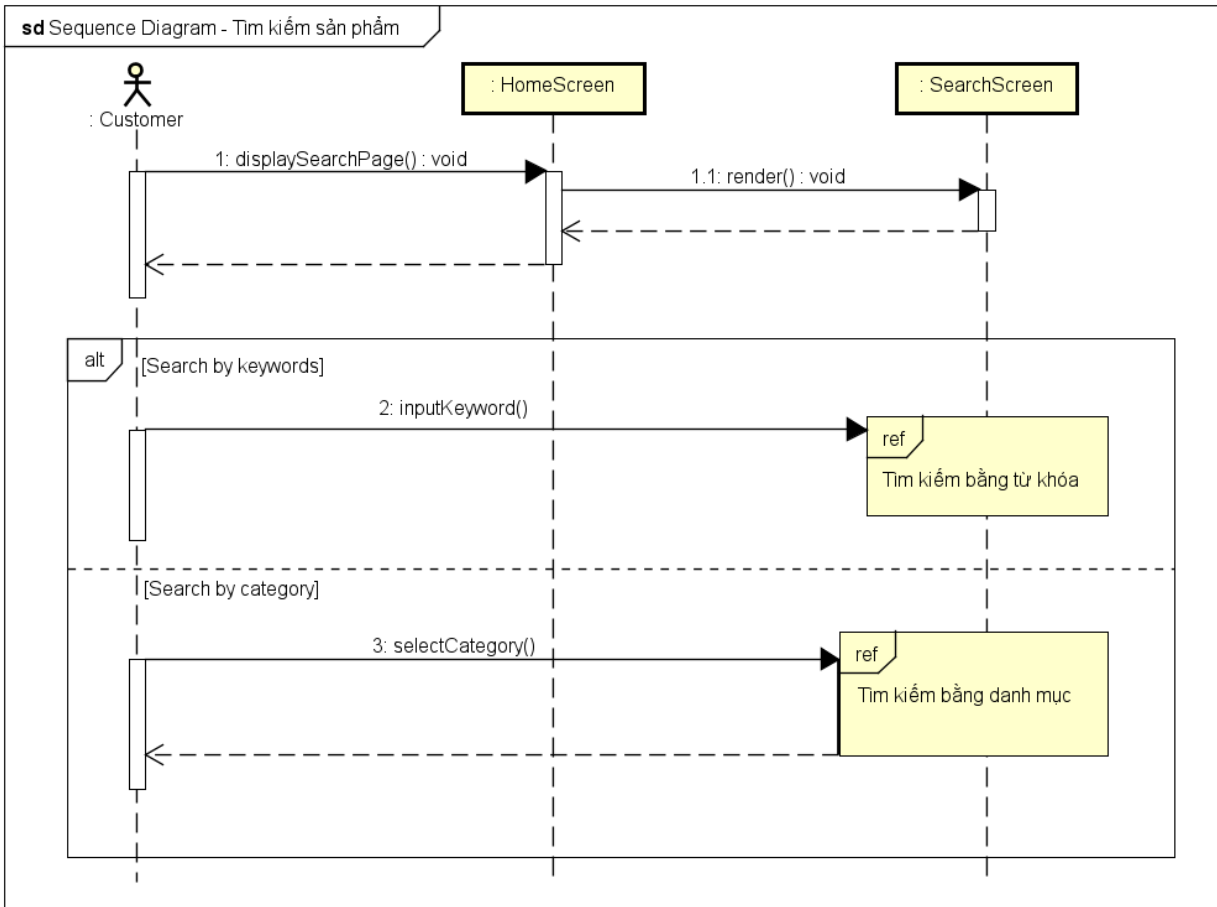 sd Sequence Diagram - Tìm kiếm sản phẩm
: Customer
: HomeScreen
: SearchScreen
1: displaySearchPage() : void
1.1: render() : void
alt
[Search by keywords]
2: inputKeyword()
ref
Tìm kiếm bằng từ khóa
[Search by category]
3: selectCategory()
ref
Tìm kiếm bằng danh mục